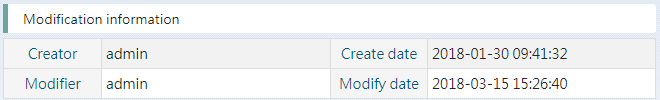 Modification information
Creator admin Create date 2018-01-30 09:41:32
Modifier admin Modify date 2018-03-15 15:26:40